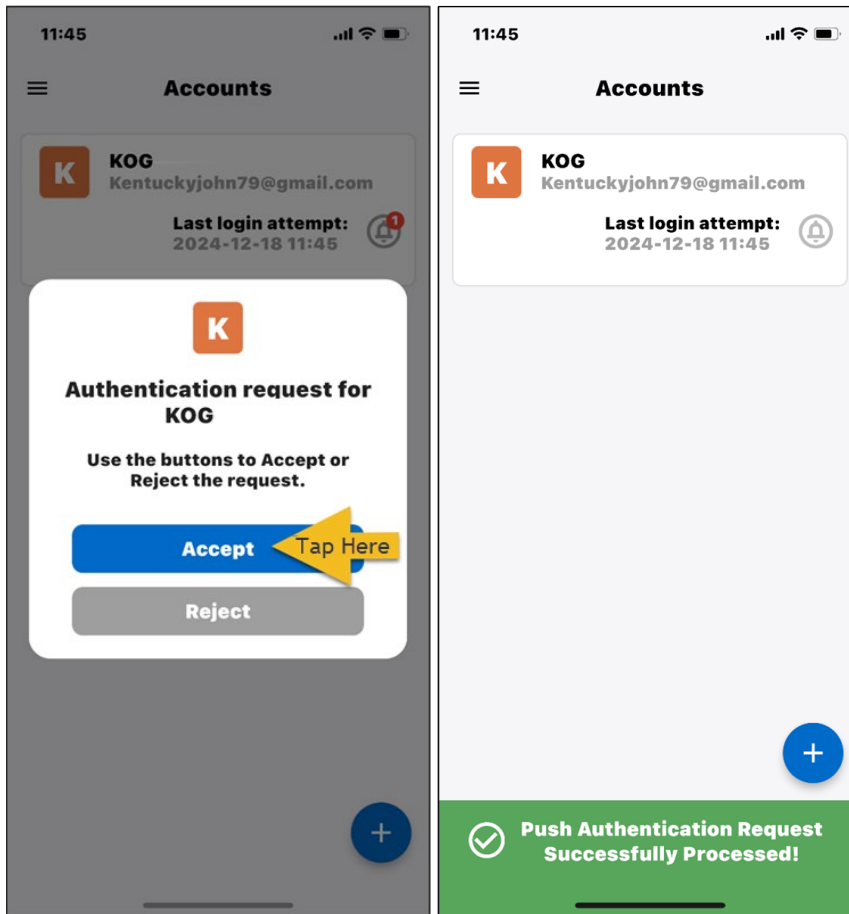 11:45
Accounts
K
KOG
Kentuckyjohn79@gmail.com
Last login attempt:
2024-12-18 11:45
1
K
Authentication request for
KOG
Use the buttons to Accept or
Reject the request.
Accept
Tap Here
Reject
+
11:45
Accounts
K
KOG
Kentuckyjohn79@gmail.com
Last login attempt:
2024-12-18 11:45
+
Push Authentication Request
Successfully Processed!